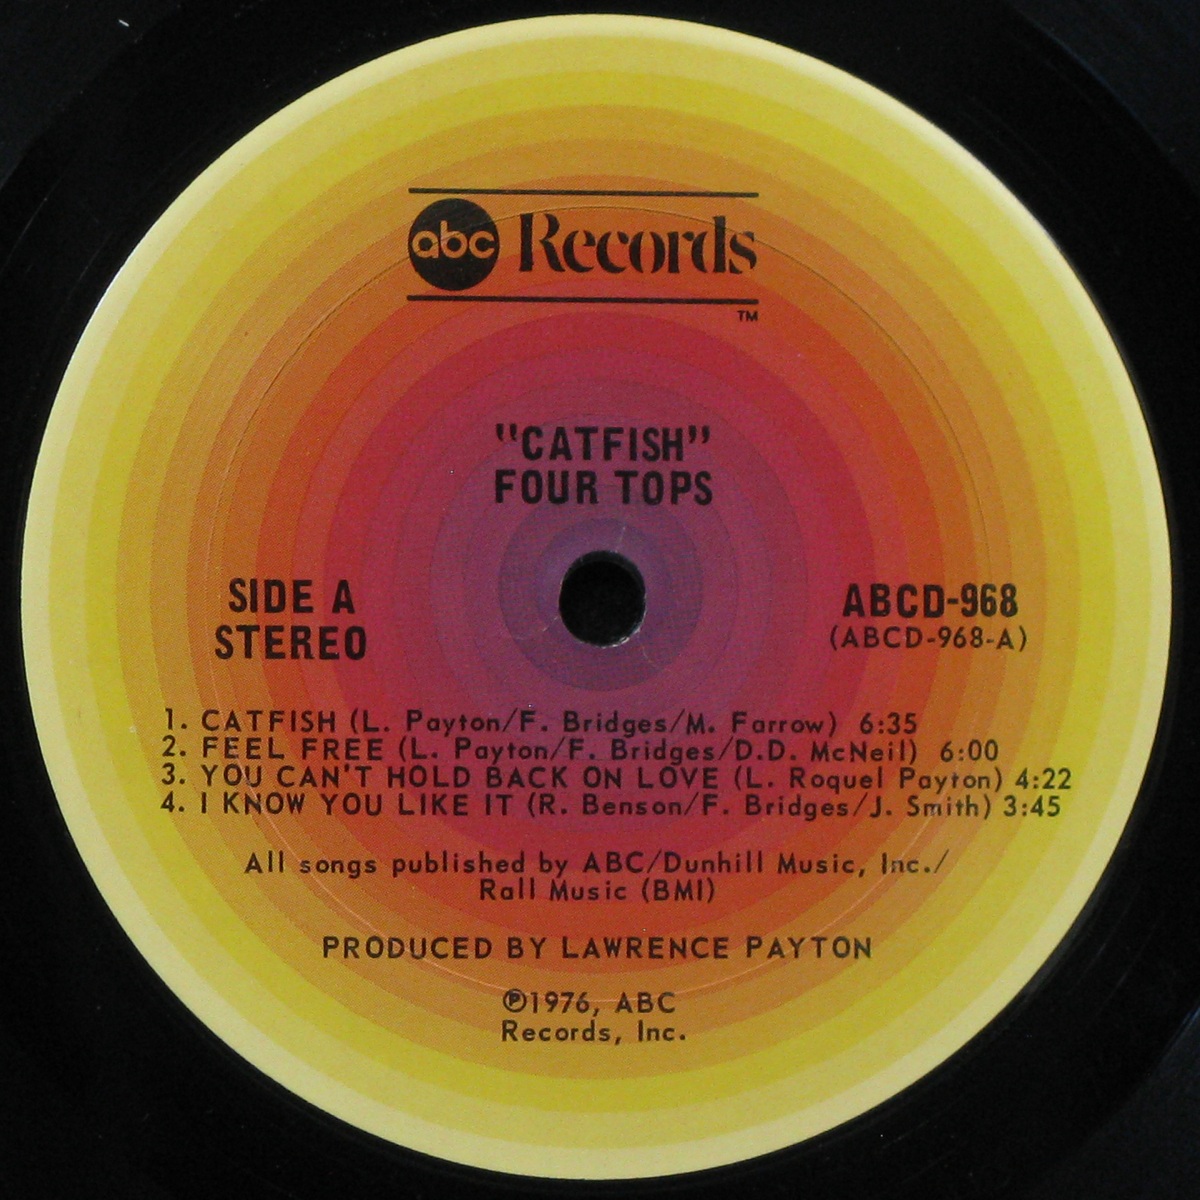 abc Records
TM
"CATFISH"
FOUR TOPS
SIDE A
STEREO
ABCD-968
(ABCD-968-A)
1. CATFISH (L. Payton/F. Bridges/M. Farrow) 6:35
2. FEEL FREE (L. Payton/F. Bridges/D.D. McNeil) 6:00
3. YOU CAN'T HOLD BACK ON LOVE (L. Roquel Payton) 4:22
4. I KNOW YOU LIKE IT (R. Benson/F. Bridges/J. Smith) 3:45
All songs published by ABC/Dunhill Music, Inc./
Rall Music (BMI)
PRODUCED BY LAWRENCE PAYTON
℗1976, ABC
Records, Inc.